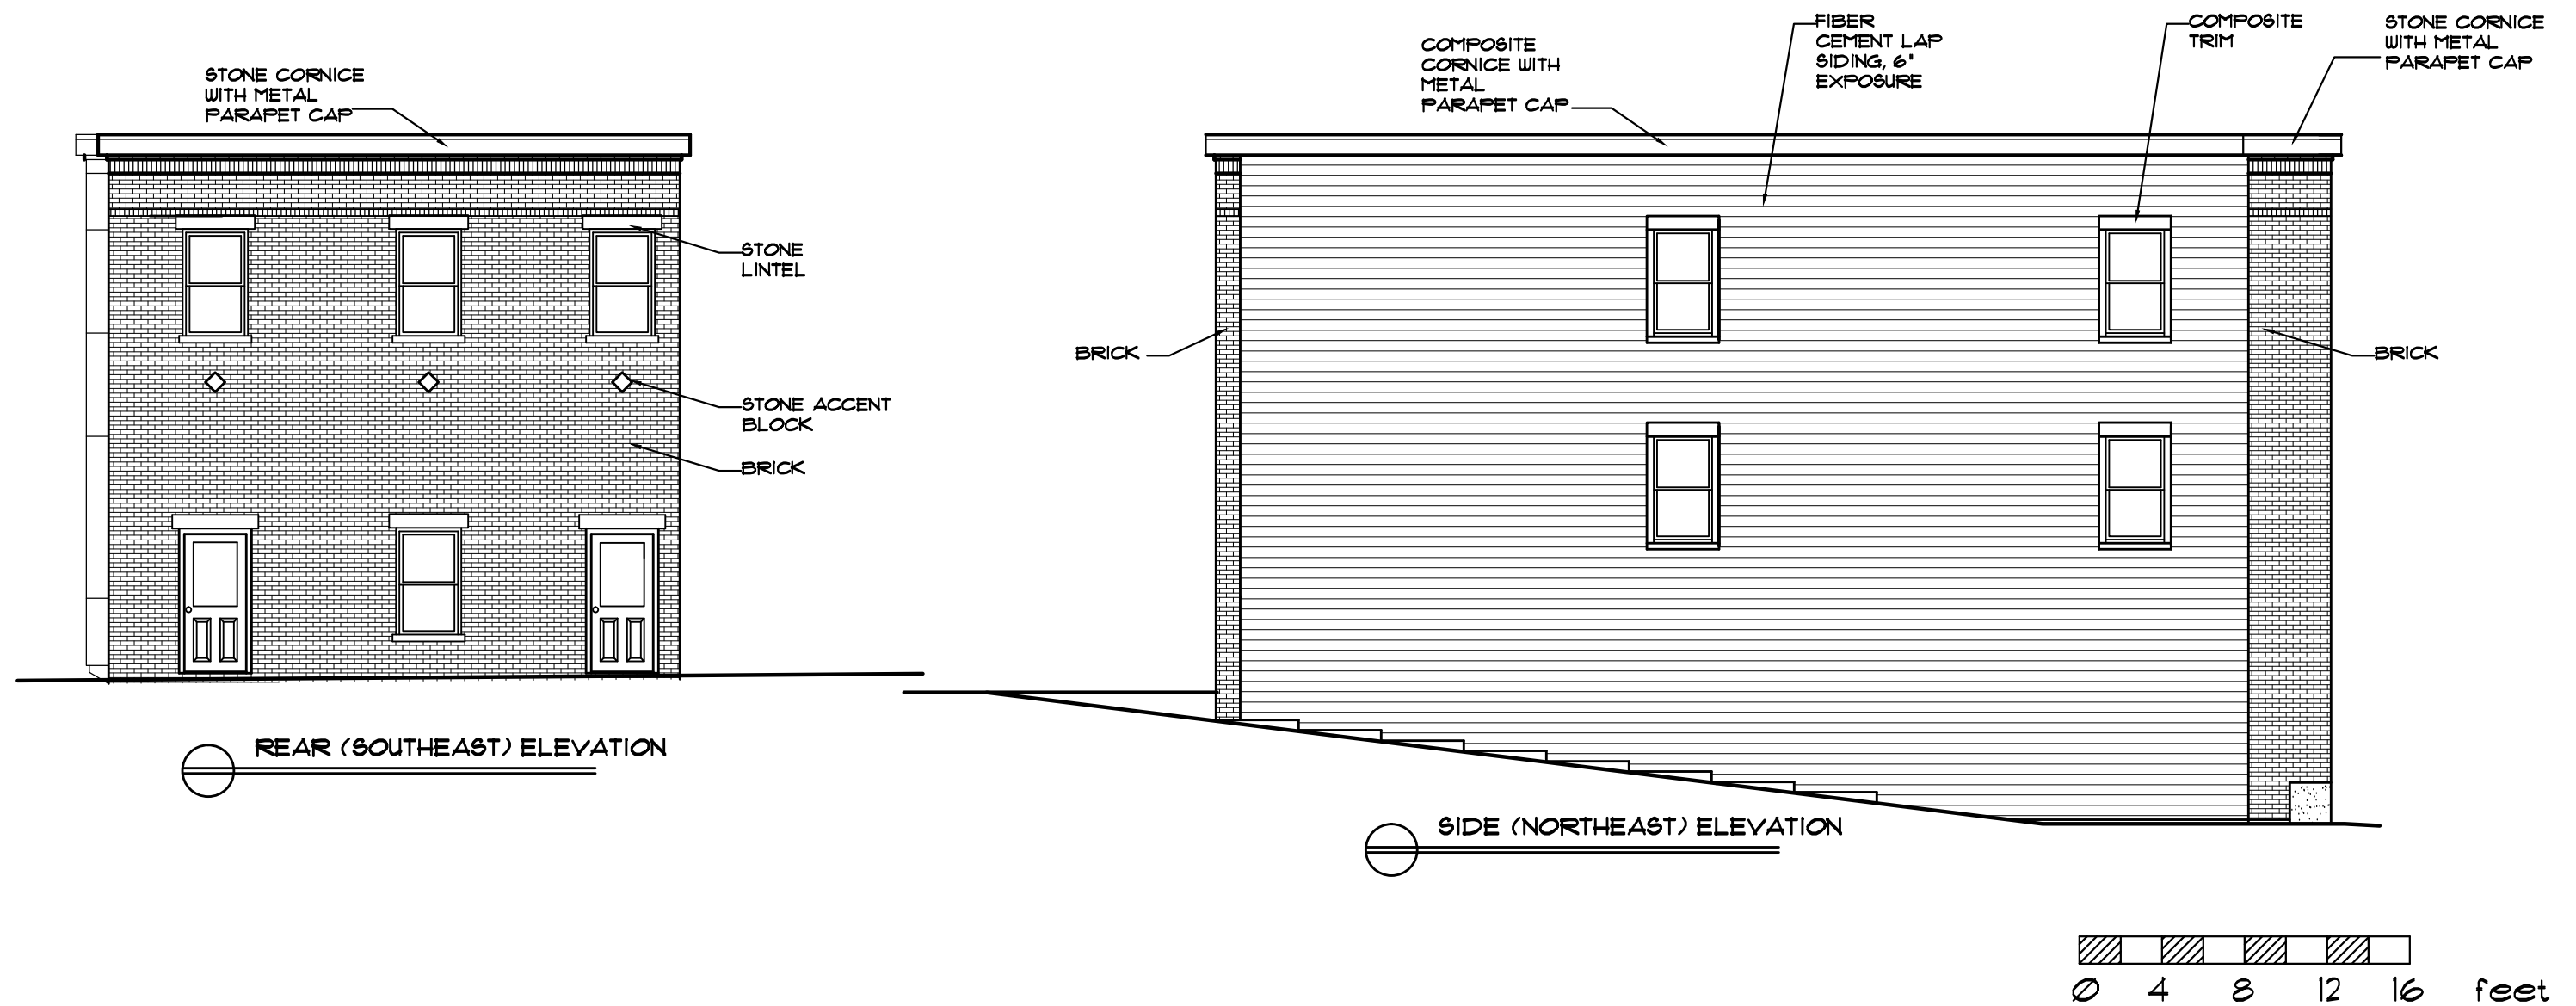 STONE CORNICE
WITH METAL
PARAPET CAP
STONE
LINTEL
STONE ACCENT
BLOCK
BRICK
REAR (SOUTHEAST) ELEVATION
COMPOSITE
CORNICE WITH
METAL
PARAPET CAP
FIBER
CEMENT LAP
SIDING, 6"
EXPOSURE
COMPOSITE
TRIM
STONE CORNICE
WITH METAL
PARAPET CAP
BRICK
BRICK
SIDE (NORTHEAST) ELEVATION
0 4 8 12 16 feet